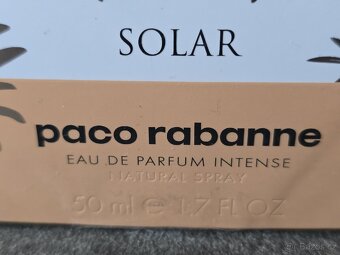 SOLAR
paco rabanne
EAU DE PARFUM INTENSE
NATURAL SPRAY
50 ml ℮ 1.7 FL. OZ